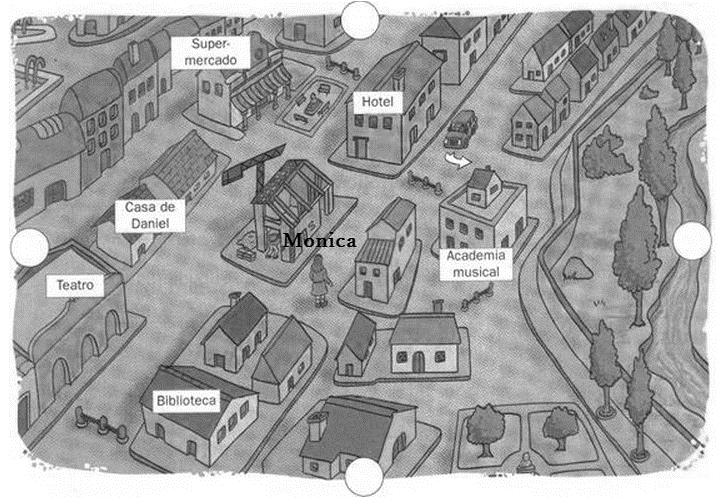 Super-
mercado
Hotel
Casa de
Daniel
Monica
Academia
musical
Teatro
Biblioteca